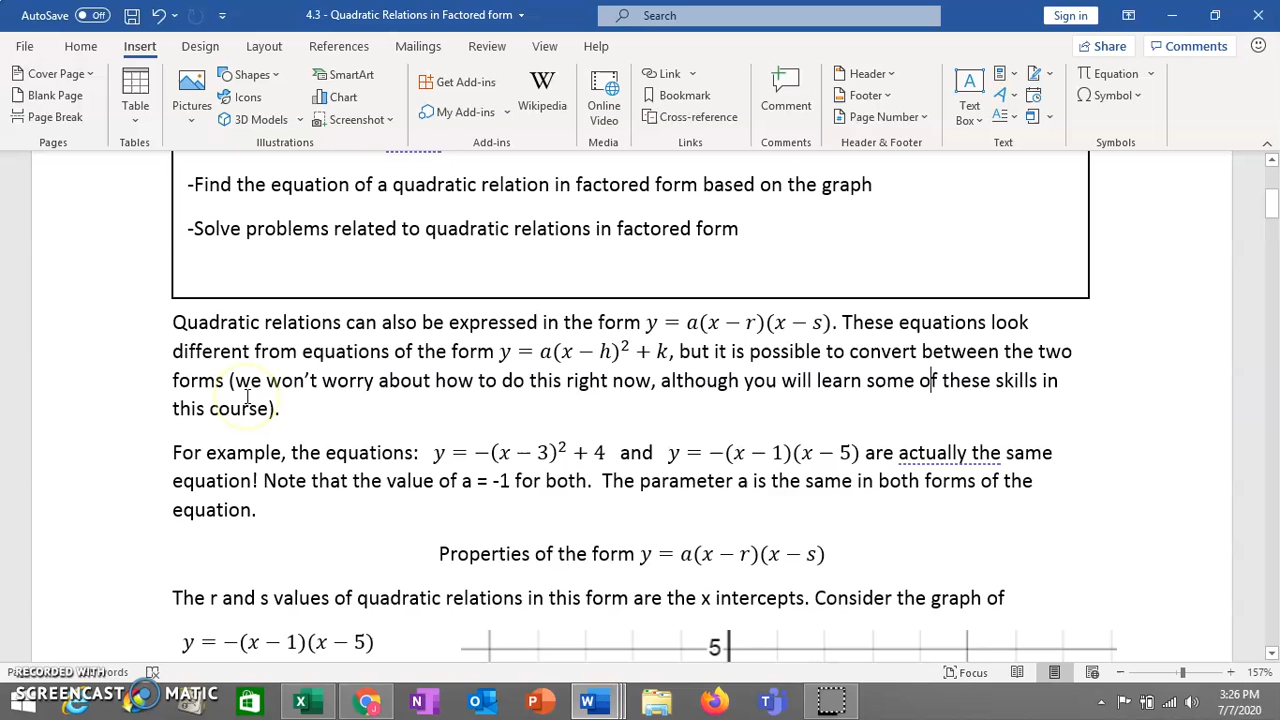 AutoSave Off 4.3 - Quadratic Relations in Factored form Search Sign in
File Home Insert Design Layout References Mailings Review View Help Share Comments
Cover Page
Blank Page
Page Break
Pages
Table
Tables
Pictures
Shapes
Icons
3D Models
SmartArt
Chart
Screenshot
Illustrations
Get Add-ins
My Add-ins
W
Wikipedia
Add-ins
Online
Video
Media
Link
Bookmark
Cross-reference
Links
Comment
Comments
Header
Footer
Page Number
Header & Footer
Text
Box
Text
Equation
Symbol
Symbols
-Find the equation of a quadratic relation in factored form based on the graph
-Solve problems related to quadratic relations in factored form
Quadratic relations can also be expressed in the form y = a(x − r)(x − s). These equations look
different from equations of the form y = a(x − h)² + k, but it is possible to convert between the two
forms (we won't worry about how to do this right now, although you will learn some of these skills in
this course).
For example, the equations: y = −(x − 3)² + 4 and y = −(x − 1)(x − 5) are actually the same
equation! Note that the value of a = -1 for both. The parameter a is the same in both forms of the
equation.
Properties of the form y = a(x − r)(x − s)
The r and s values of quadratic relations in this form are the x intercepts. Consider the graph of
y = −(x − 1)(x − 5)
5
Focus 157%
RECORDED WITH
SCREENCAST MATIC
3:26 PM
7/7/2020